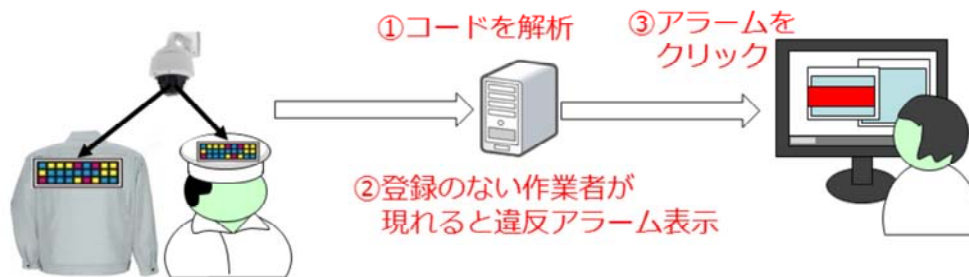 ①コードを解析
③アラームを
クリック
②登録のない作業者が
現れると違反アラーム表示